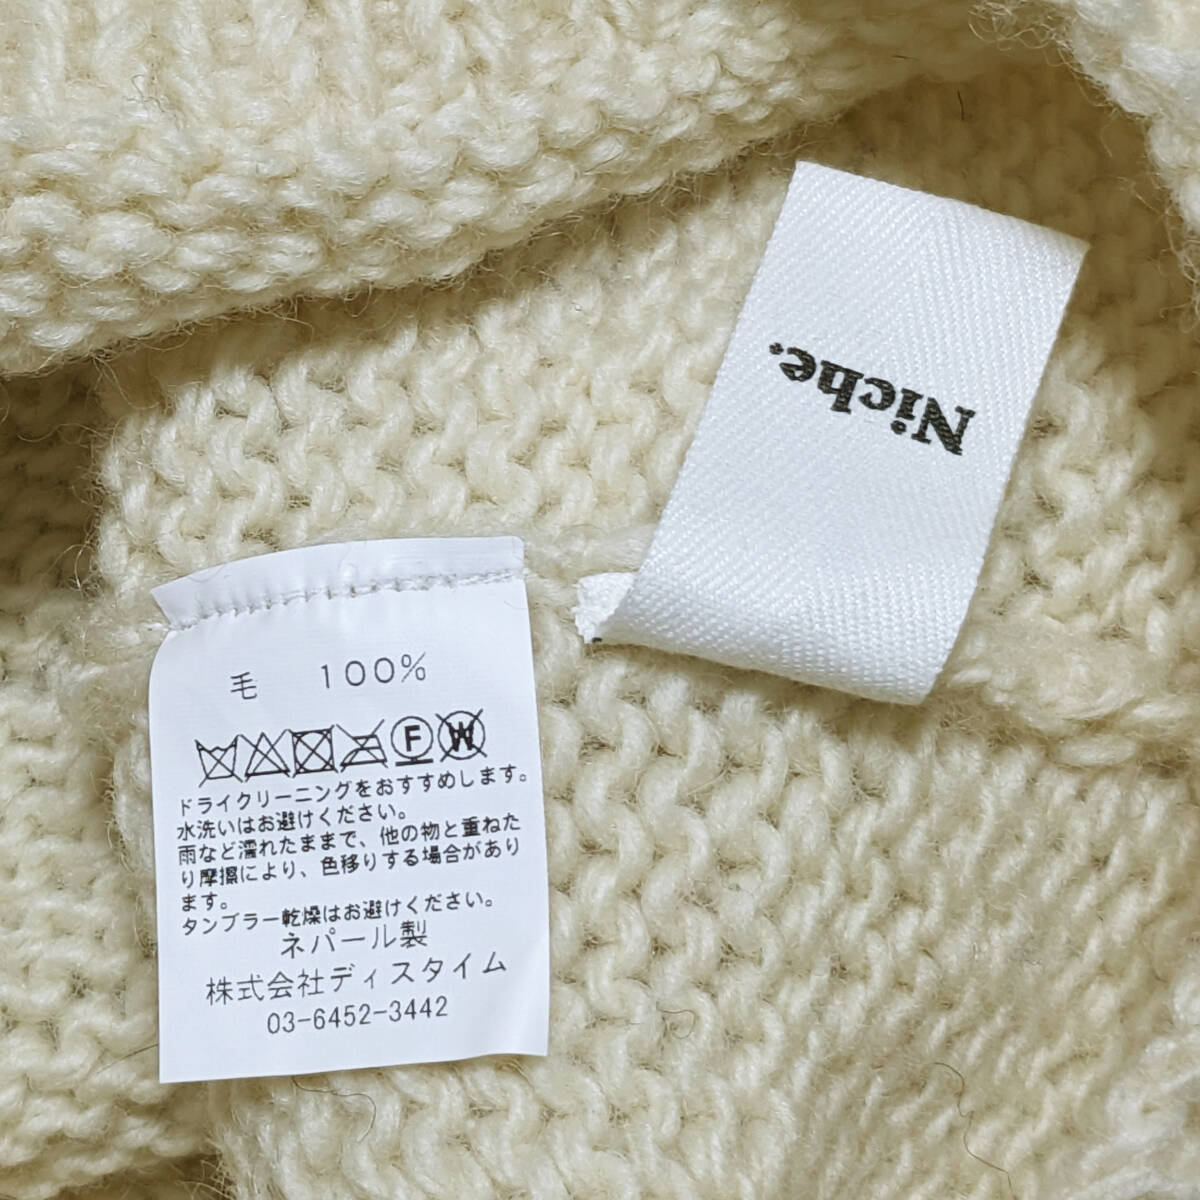 Niche.
毛 100%
F W
ドライクリーニングをおすすめします。
水洗いはお避けください。
雨など濡れたままで、他の物と重ねた
り摩擦により、色移りする場合があり
ます。
タンブラー乾燥はお避けください。
ネパール製
株式会社ディスタイム
03-6452-3442